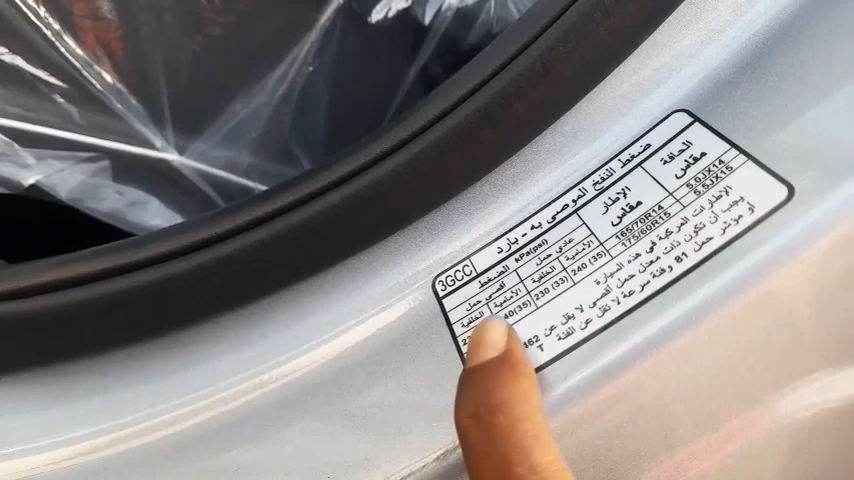 3GCC
ضغط النفخ الموصى به - بارد
مقاس الإطار
مقاس الحافة
الضغط kPa(psi)
أقصى حمل
عادي حمل
الخلفية
الأمامية
الخلفية
الأمامية
165/70R14
5.0JX14
40(35)
230 (33)
240 (35)
175/60R15
5.5JX15
الإطارات المركبة في هذه السيارة
يجب أن تكون ذات معدل حمل أقصى لا يقل عن 462
أو مؤشر حمل 81 وفئة سرعة لا تقل عن الفئة
T